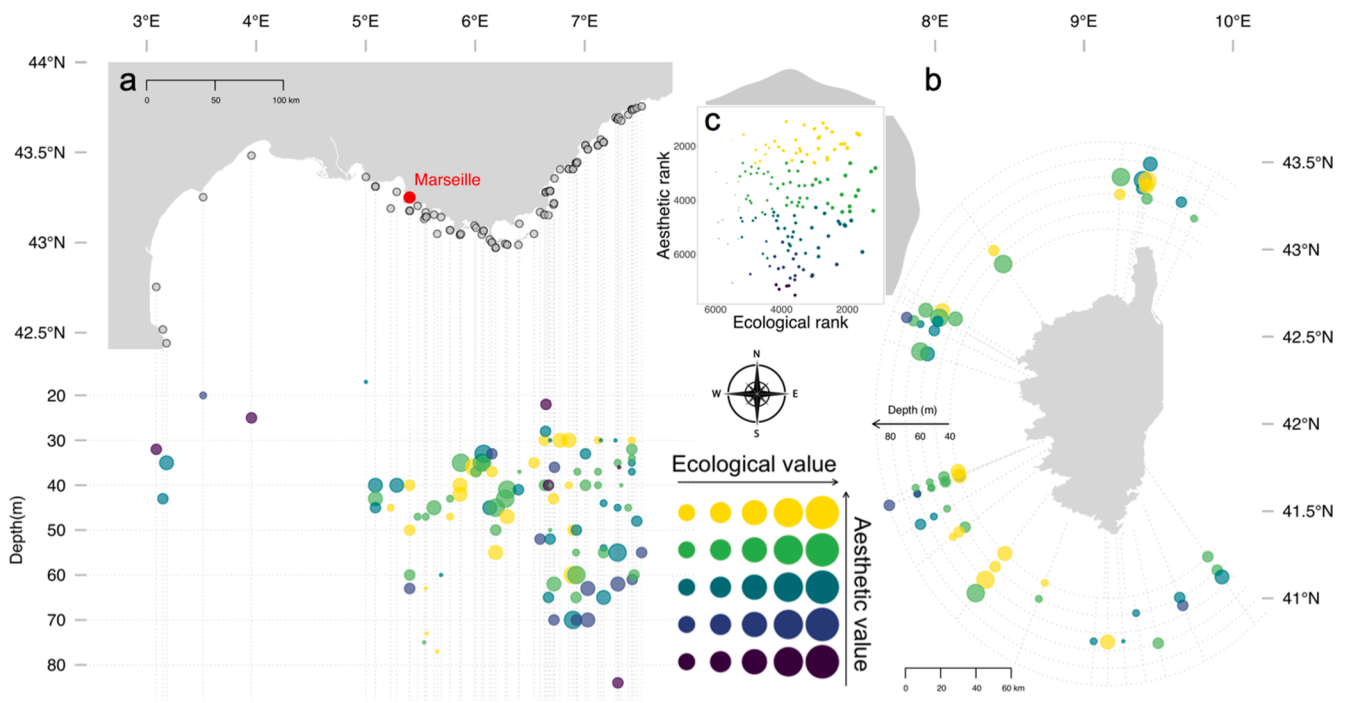 3°E 4°E 5°E 6°E 7°E
8°E 9°E 10°E
44°N
43.5°N
43°N
42.5°N
a
0 50 100 km
Marseille
20
30
40
50
60
70
80
Depth(m)
c
Aesthetic rank
2000
4000
6000
6000 4000 2000
Ecological rank
N
W E
S
Ecological value
Aesthetic value
b
43.5°N
43°N
42.5°N
42°N
41.5°N
41°N
Depth (m)
80 60 40
0 20 40 60 km